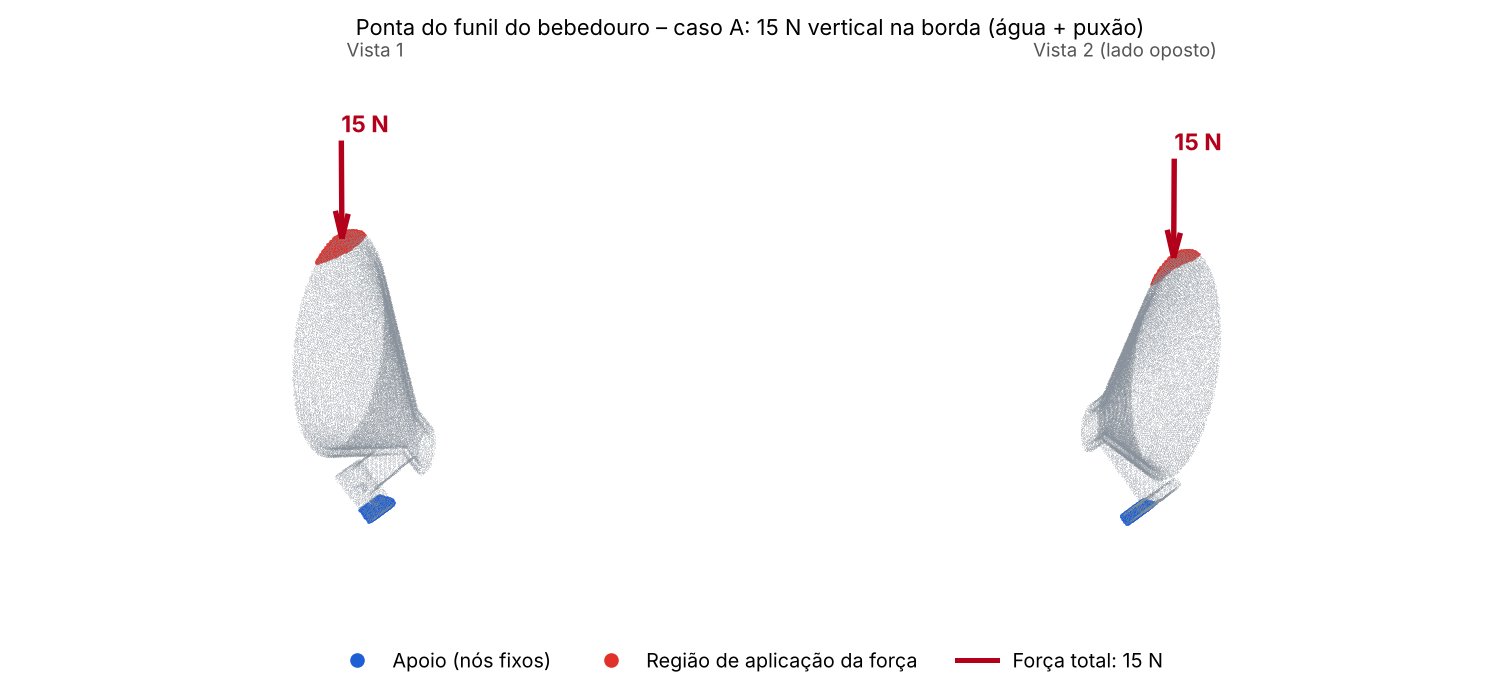 Ponta do funil do bebedouro – caso A: 15 N vertical na borda (água + puxão)
Vista 1
Vista 2 (lado oposto)
15 N
15 N
Apoio (nós fixos)
Região de aplicação da força
Força total: 15 N